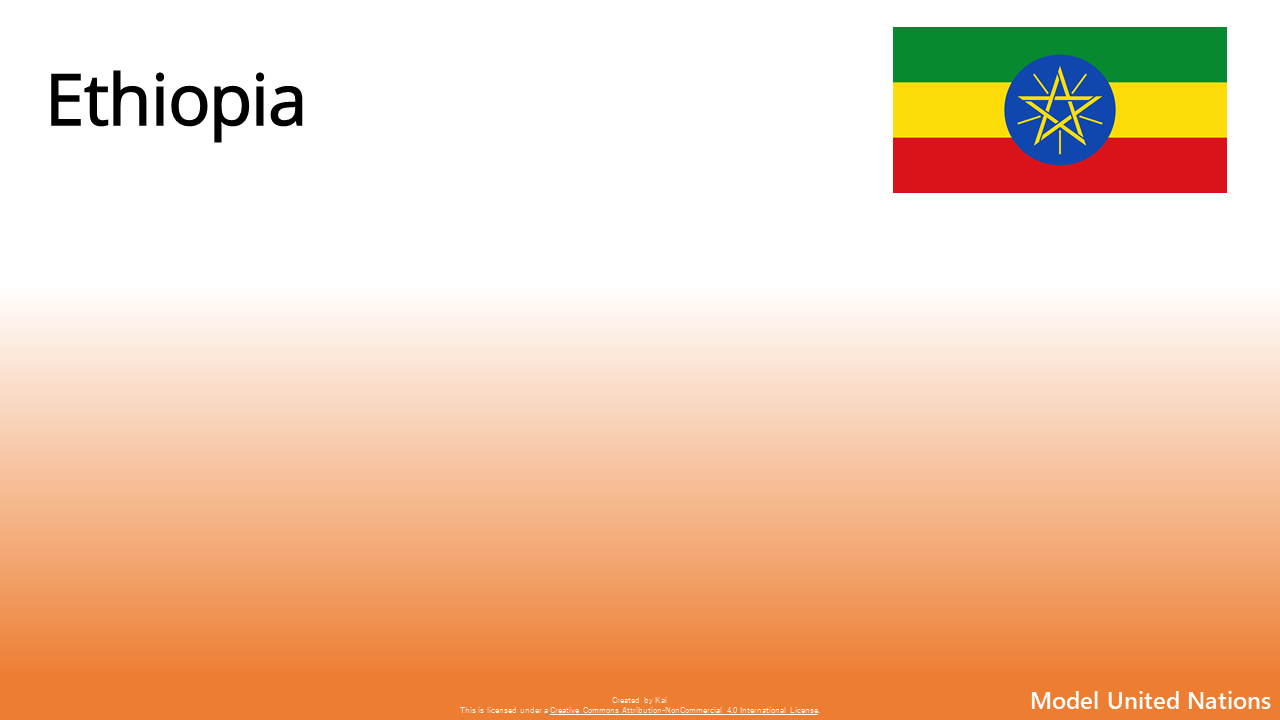 Ethiopia
Created by Kai
This is licensed under a Creative Commons Attribution-NonCommercial 4.0 International License.
Model United Nations